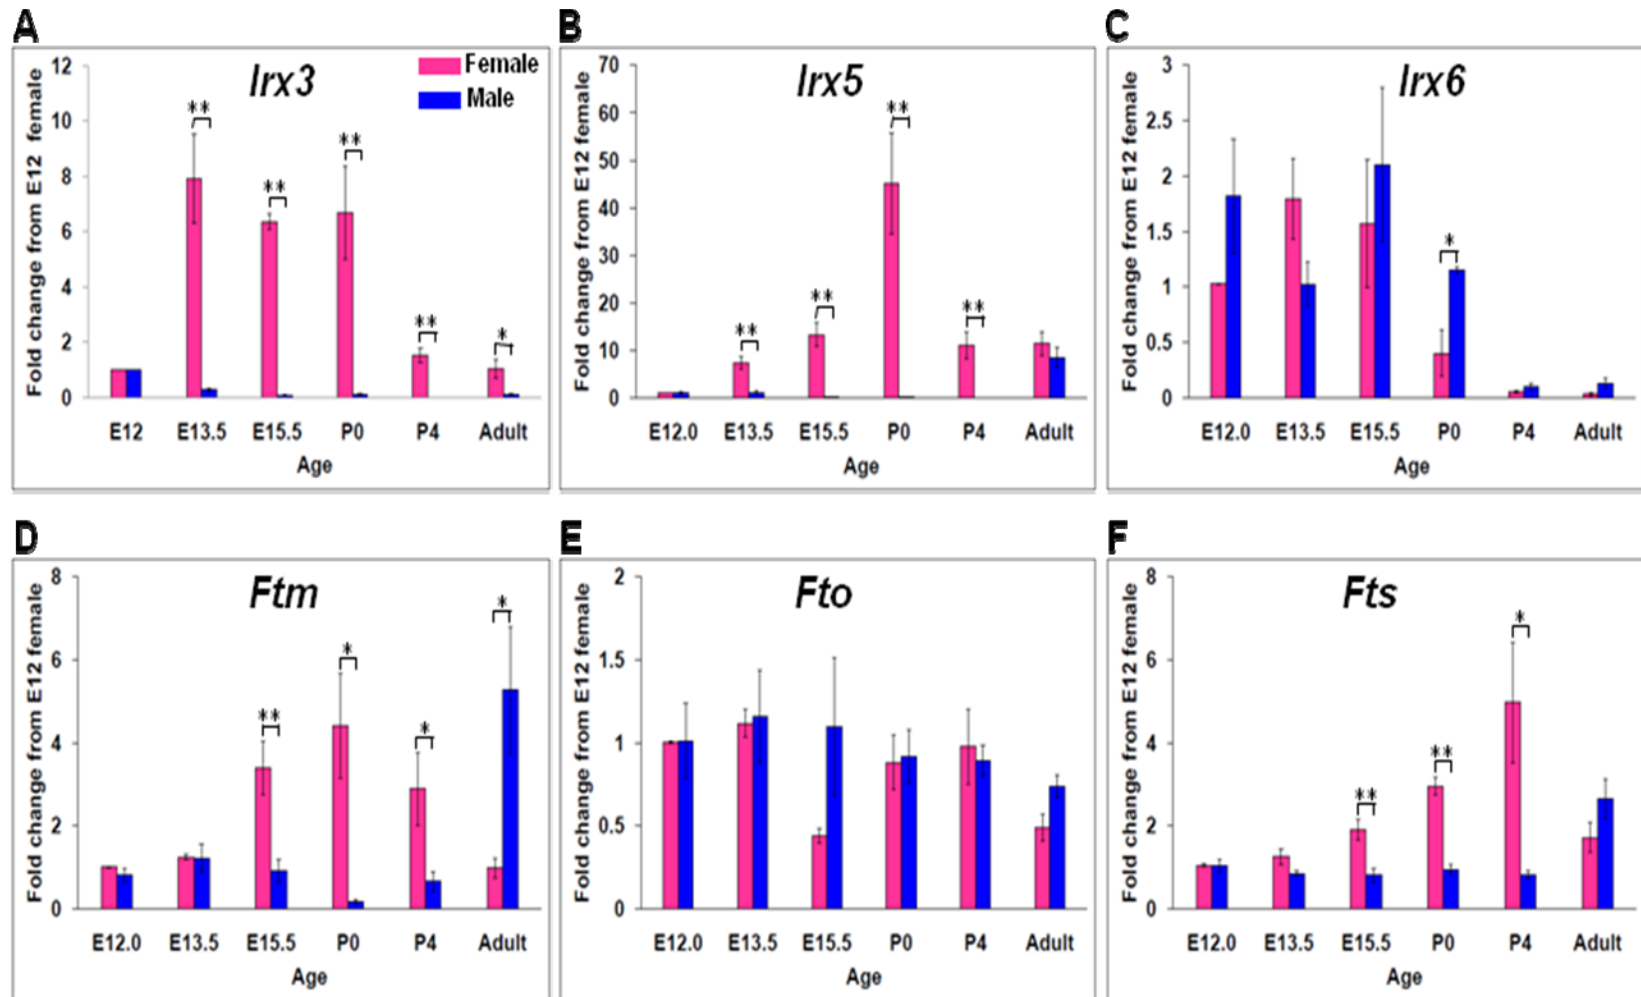 A
Irx3
Female
Male
Fold change from E12 female
12
10
8
6
4
2
0
**
**
**
**
*
E12 E13.5 E15.5 P0 P4 Adult
Age
B
Irx5
Fold change from E12 female
70
60
50
40
30
20
10
0
**
**
**
**
E12.0 E13.5 E15.5 P0 P4 Adult
Age
C
Irx6
Fold change from E12 female
3
2.5
2
1.5
1
0.5
0
*
E12.0 E13.5 E15.5 P0 P4 Adult
Age
D
Ftm
Fold change from E12 female
8
6
4
2
0
**
*
*
*
E12.0 E13.5 E15.5 P0 P4 Adult
Age
E
Fto
Fold change from E12 female
2
1.5
1
0.5
0
E12.0 E13.5 E15.5 P0 P4 Adult
Age
F
Fts
Fold change from E12 female
8
6
4
2
0
**
**
*
E12.0 E13.5 E15.5 P0 P4 Adult
Age